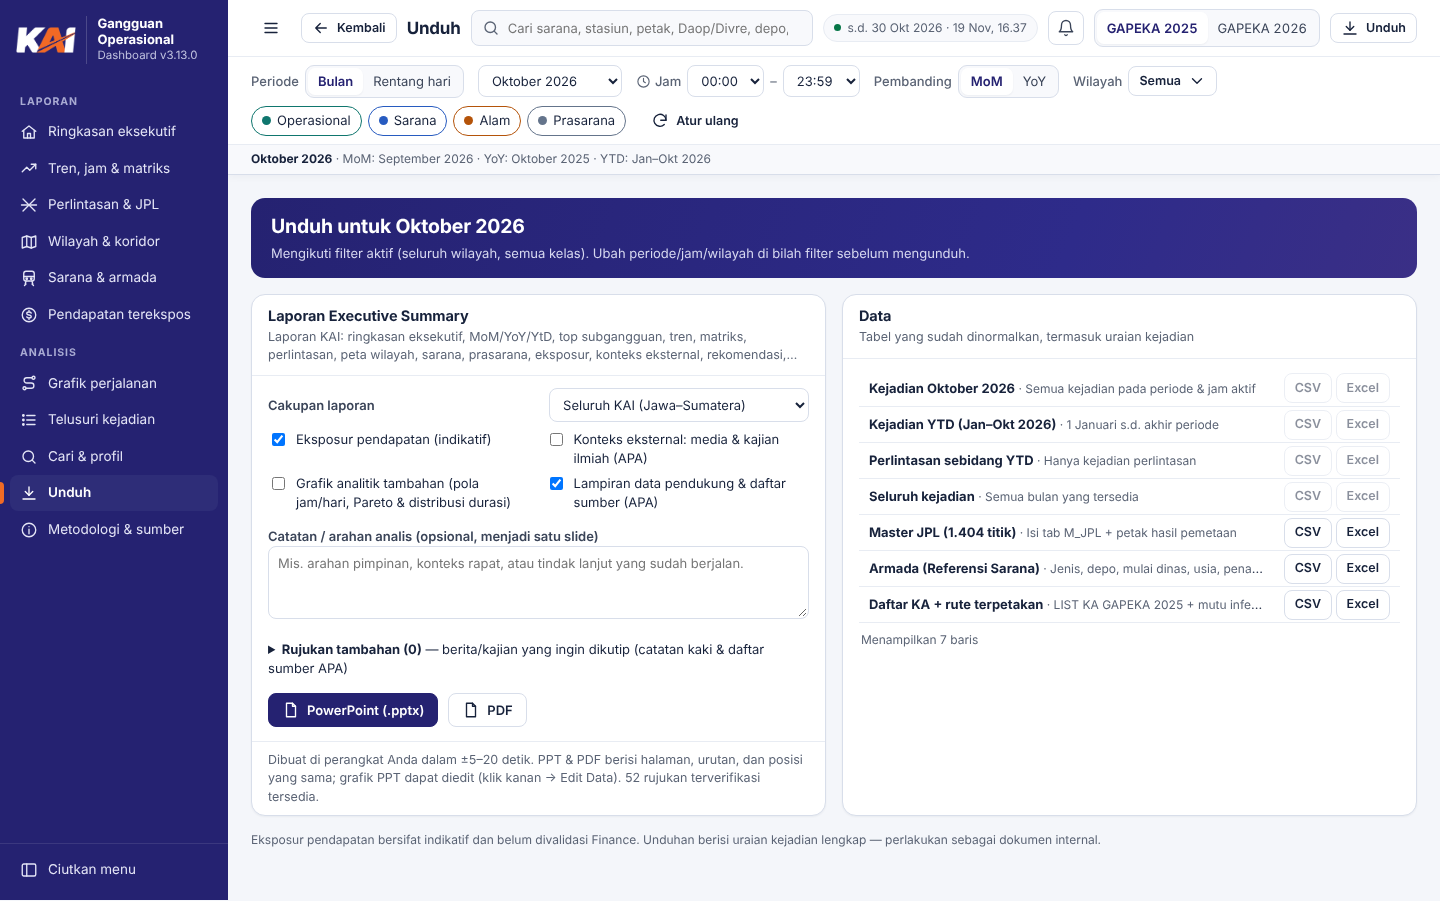 KAI
Gangguan
Operasional
Dashboard v3.13.0
LAPORAN
Ringkasan eksekutif
Tren, jam & matriks
Perlintasan & JPL
Wilayah & koridor
Sarana & armada
Pendapatan terekspos
ANALISIS
Grafik perjalanan
Telusuri kejadian
Cari & profil
Unduh
Metodologi & sumber
Ciutkan menu
Kembali
Unduh
Cari sarana, stasiun, petak, Daop/Divre, depo,
s.d. 30 Okt 2026 · 19 Nov, 16.37
GAPEKA 2025
GAPEKA 2026
Unduh
Periode
Bulan
Rentang hari
Oktober 2026
Jam
00:00
–
23:59
Pembanding
MoM
YoY
Wilayah
Semua
Operasional
Sarana
Alam
Prasarana
Atur ulang
Oktober 2026 · MoM: September 2026 · YoY: Oktober 2025 · YTD: Jan–Okt 2026
Unduh untuk Oktober 2026
Mengikuti filter aktif (seluruh wilayah, semua kelas). Ubah periode/jam/wilayah di bilah filter sebelum mengunduh.
Laporan Executive Summary
Laporan KAI: ringkasan eksekutif, MoM/YoY/YtD, top subgangguan, tren, matriks,
perlintasan, peta wilayah, sarana, prasarana, eksposur, konteks eksternal, rekomendasi,...
Cakupan laporan
Seluruh KAI (Jawa–Sumatera)
Eksposur pendapatan (indikatif)
Konteks eksternal: media & kajian
ilmiah (APA)
Grafik analitik tambahan (pola
jam/hari, Pareto & distribusi durasi)
Lampiran data pendukung & daftar
sumber (APA)
Catatan / arahan analis (opsional, menjadi satu slide)
Mis. arahan pimpinan, konteks rapat, atau tindak lanjut yang sudah berjalan.
Rujukan tambahan (0) — berita/kajian yang ingin dikutip (catatan kaki & daftar
sumber APA)
PowerPoint (.pptx)
PDF
Dibuat di perangkat Anda dalam ±5–20 detik. PPT & PDF berisi halaman, urutan, dan posisi
yang sama; grafik PPT dapat diedit (klik kanan → Edit Data). 52 rujukan terverifikasi
tersedia.
Data
Tabel yang sudah dinormalkan, termasuk uraian kejadian
Kejadian Oktober 2026 · Semua kejadian pada periode & jam aktif CSV Excel
Kejadian YTD (Jan–Okt 2026) · 1 Januari s.d. akhir periode CSV Excel
Perlintasan sebidang YTD · Hanya kejadian perlintasan CSV Excel
Seluruh kejadian · Semua bulan yang tersedia CSV Excel
Master JPL (1.404 titik) · Isi tab M_JPL + petak hasil pemetaan CSV Excel
Armada (Referensi Sarana) · Jenis, depo, mulai dinas, usia, pena... CSV Excel
Daftar KA + rute terpetakan · LIST KA GAPEKA 2025 + mutu infe... CSV Excel
Menampilkan 7 baris
Eksposur pendapatan bersifat indikatif dan belum divalidasi Finance. Unduhan berisi uraian kejadian lengkap — perlakukan sebagai dokumen internal.